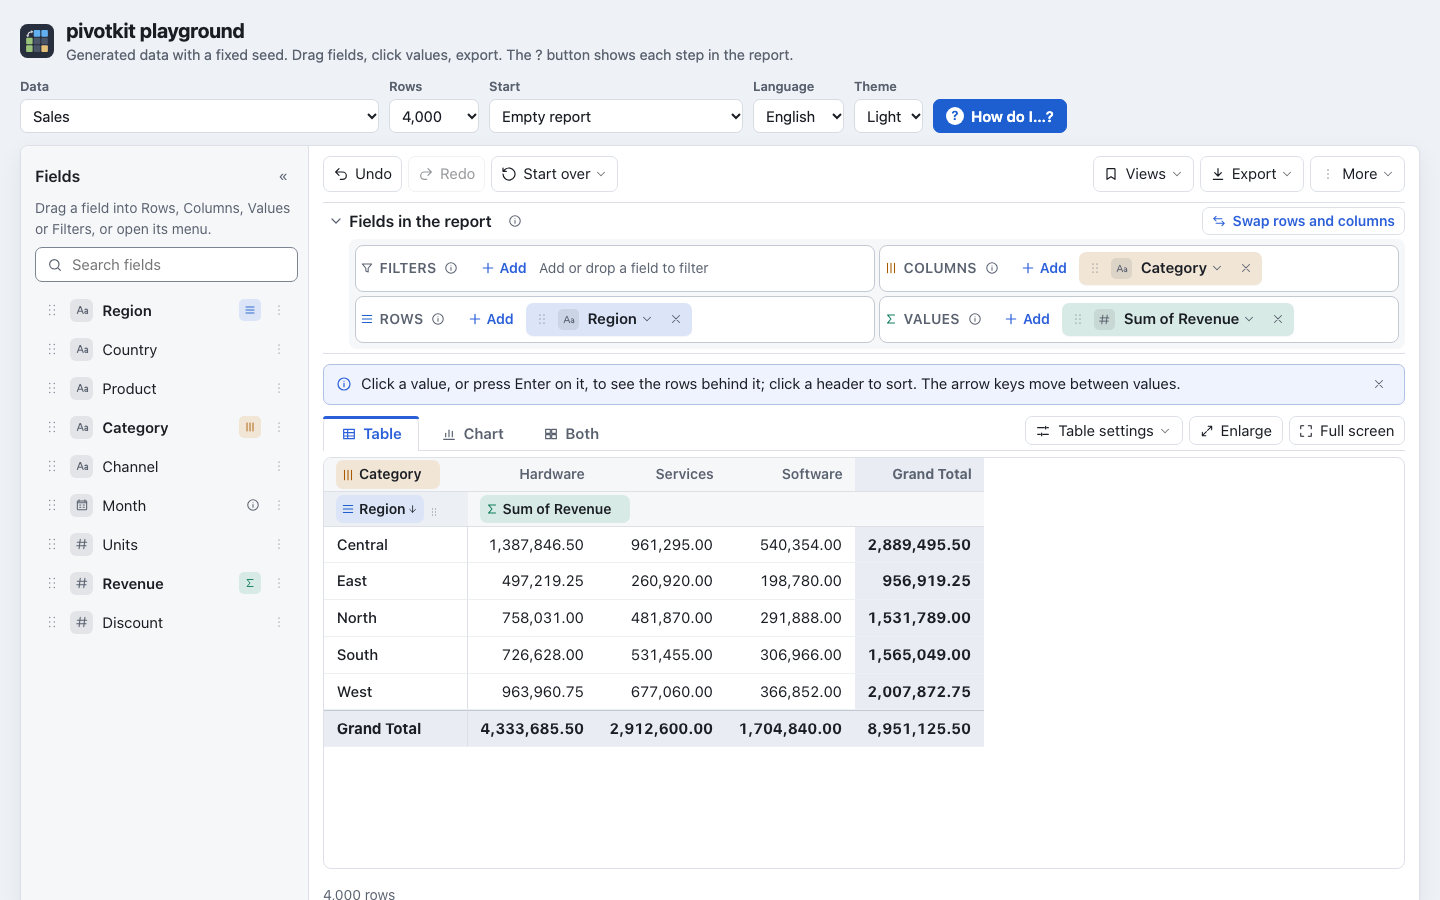 pivotkit playground
Generated data with a fixed seed. Drag fields, click values, export. The ? button shows each step in the report.
Data Rows Start Language Theme
Sales 4,000 Empty report English Light ? How do I...?
Fields «
Drag a field into Rows, Columns, Values
or Filters, or open its menu.
Search fields
Aa Region
Aa Country
Aa Product
Aa Category
Aa Channel
Month
# Units
# Revenue Σ
# Discount
Undo Redo Start over Views Export More
Fields in the report Swap rows and columns
FILTERS + Add Add or drop a field to filter
COLUMNS + Add Aa Category ×
ROWS + Add Aa Region ×
Σ VALUES + Add # Sum of Revenue ×
Click a value, or press Enter on it, to see the rows behind it; click a header to sort. The arrow keys move between values. ×
Table Chart Both Table settings Enlarge Full screen
Category Hardware Services Software Grand Total
Region ↓ Σ Sum of Revenue
Central 1,387,846.50 961,295.00 540,354.00 2,889,495.50
East 497,219.25 260,920.00 198,780.00 956,919.25
North 758,031.00 481,870.00 291,888.00 1,531,789.00
South 726,628.00 531,455.00 306,966.00 1,565,049.00
West 963,960.75 677,060.00 366,852.00 2,007,872.75
Grand Total 4,333,685.50 2,912,600.00 1,704,840.00 8,951,125.50
4,000 rows